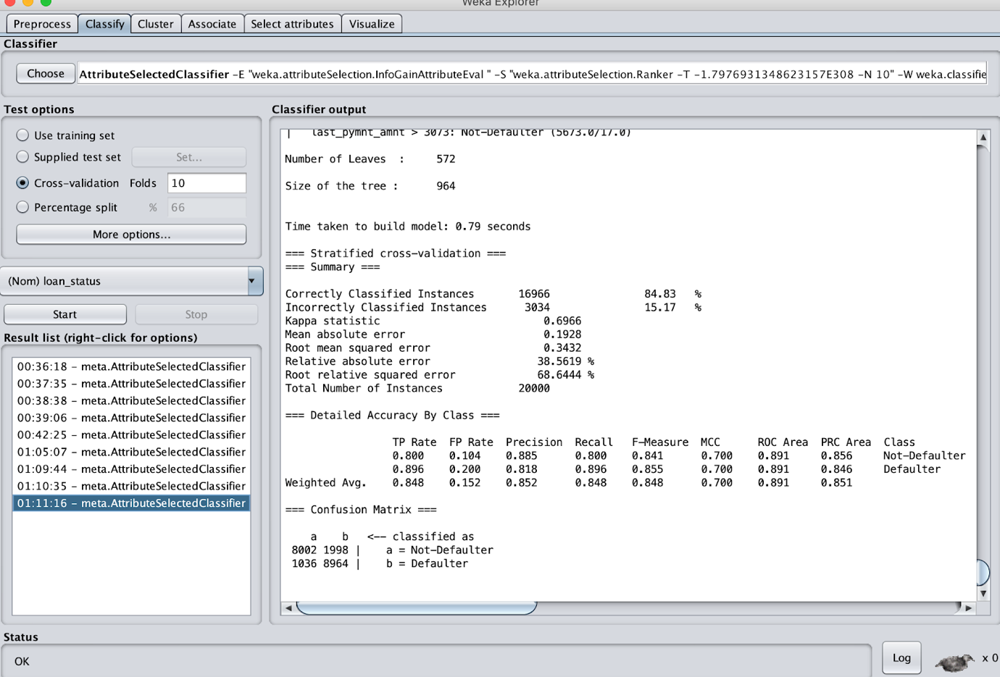 Weka Explorer
Preprocess Classify Cluster Associate Select attributes Visualize
Classifier
Choose AttributeSelectedClassifier -E "weka.attributeSelection.InfoGainAttributeEval " -S "weka.attributeSelection.Ranker -T -1.7976931348623157E308 -N 10" -W weka.classifie
Test options
Use training set
Supplied test set Set...
Cross-validation Folds 10
Percentage split % 66
More options...
(Nom) loan_status
Start Stop
Result list (right-click for options)
00:36:18 - meta.AttributeSelectedClassifier
00:37:35 - meta.AttributeSelectedClassifier
00:38:38 - meta.AttributeSelectedClassifier
00:39:06 - meta.AttributeSelectedClassifier
00:42:25 - meta.AttributeSelectedClassifier
01:05:07 - meta.AttributeSelectedClassifier
01:09:44 - meta.AttributeSelectedClassifier
01:10:35 - meta.AttributeSelectedClassifier
01:11:16 - meta.AttributeSelectedClassifier
Classifier output
| last_pymnt_amnt > 3073: Not-Defaulter (5673.0/17.0)
Number of Leaves : 572
Size of the tree : 964
Time taken to build model: 0.79 seconds
=== Stratified cross-validation ===
=== Summary ===
Correctly Classified Instances 16966 84.83 %
Incorrectly Classified Instances 3034 15.17 %
Kappa statistic 0.6966
Mean absolute error 0.1928
Root mean squared error 0.3432
Relative absolute error 38.5619 %
Root relative squared error 68.6444 %
Total Number of Instances 20000
=== Detailed Accuracy By Class ===
TP Rate FP Rate Precision Recall F-Measure MCC ROC Area PRC Area Class
0.800 0.104 0.885 0.800 0.841 0.700 0.891 0.856 Not-Defaulter
0.896 0.200 0.818 0.896 0.855 0.700 0.891 0.846 Defaulter
Weighted Avg. 0.848 0.152 0.852 0.848 0.848 0.700 0.891 0.851
=== Confusion Matrix ===
a b <-- classified as
8002 1998 | a = Not-Defaulter
1036 8964 | b = Defaulter
Status
OK
Log x 0